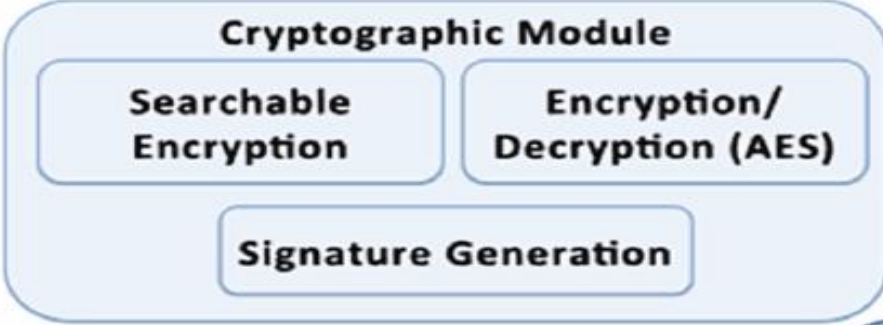 Cryptographic Module
Searchable
Encryption
Encryption/
Decryption (AES)
Signature Generation